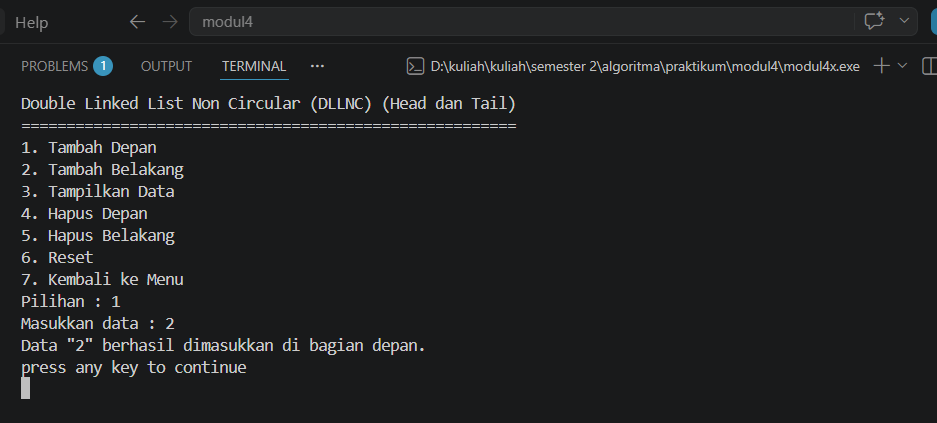 Help
modul4
PROBLEMS 1 OUTPUT TERMINAL ... D:\kuliah\kuliah\semester 2\algoritma\praktikum\modul4\modul4x.exe
Double Linked List Non Circular (DLLNC) (Head dan Tail)
=======================================================
1. Tambah Depan
2. Tambah Belakang
3. Tampilkan Data
4. Hapus Depan
5. Hapus Belakang
6. Reset
7. Kembali ke Menu
Pilihan : 1
Masukkan data : 2
Data "2" berhasil dimasukkan di bagian depan.
press any key to continue